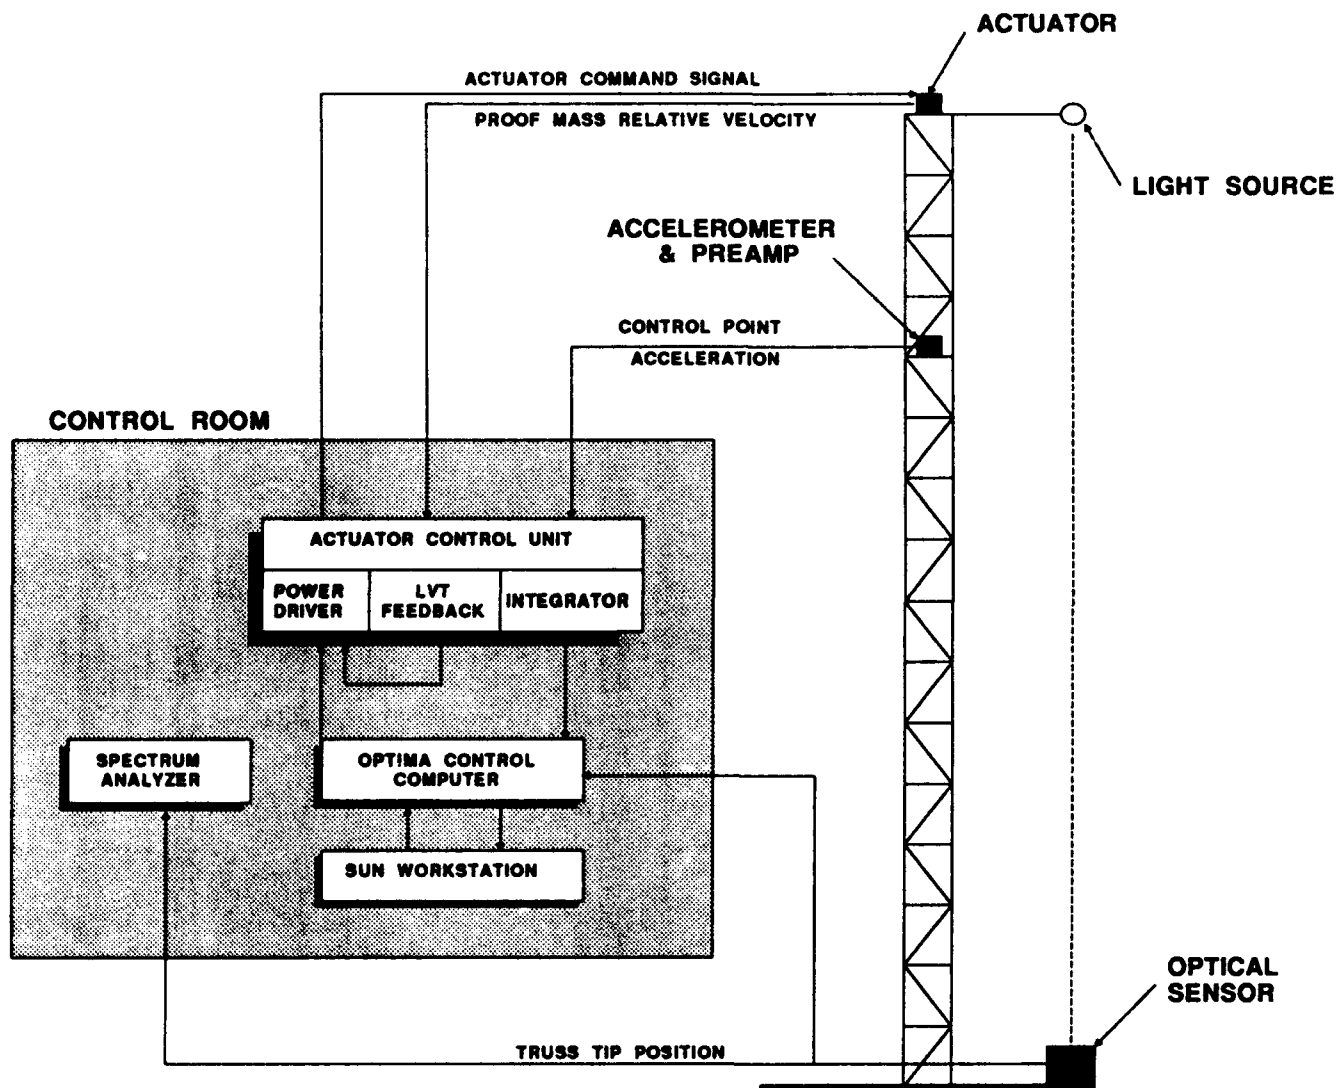 ACTUATOR
ACTUATOR COMMAND SIGNAL
PROOF MASS RELATIVE VELOCITY
LIGHT SOURCE
ACCELEROMETER
& PREAMP
CONTROL POINT
ACCELERATION
CONTROL ROOM
ACTUATOR CONTROL UNIT
POWER
DRIVER
LVT
FEEDBACK
INTEGRATOR
SPECTRUM
ANALYZER
OPTIMA CONTROL
COMPUTER
SUN WORKSTATION
OPTICAL
SENSOR
TRUSS TIP POSITION